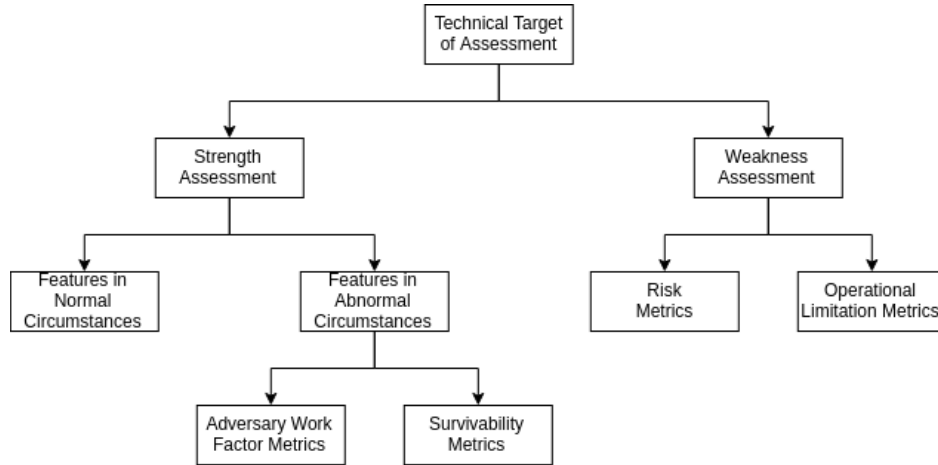 Technical Target
of Assessment
Strength
Assessment
Weakness
Assessment
Features in
Normal
Circumstances
Features in
Abnormal
Circumstances
Risk
Metrics
Operational
Limitation Metrics
Adversary Work
Factor Metrics
Survivability
Metrics